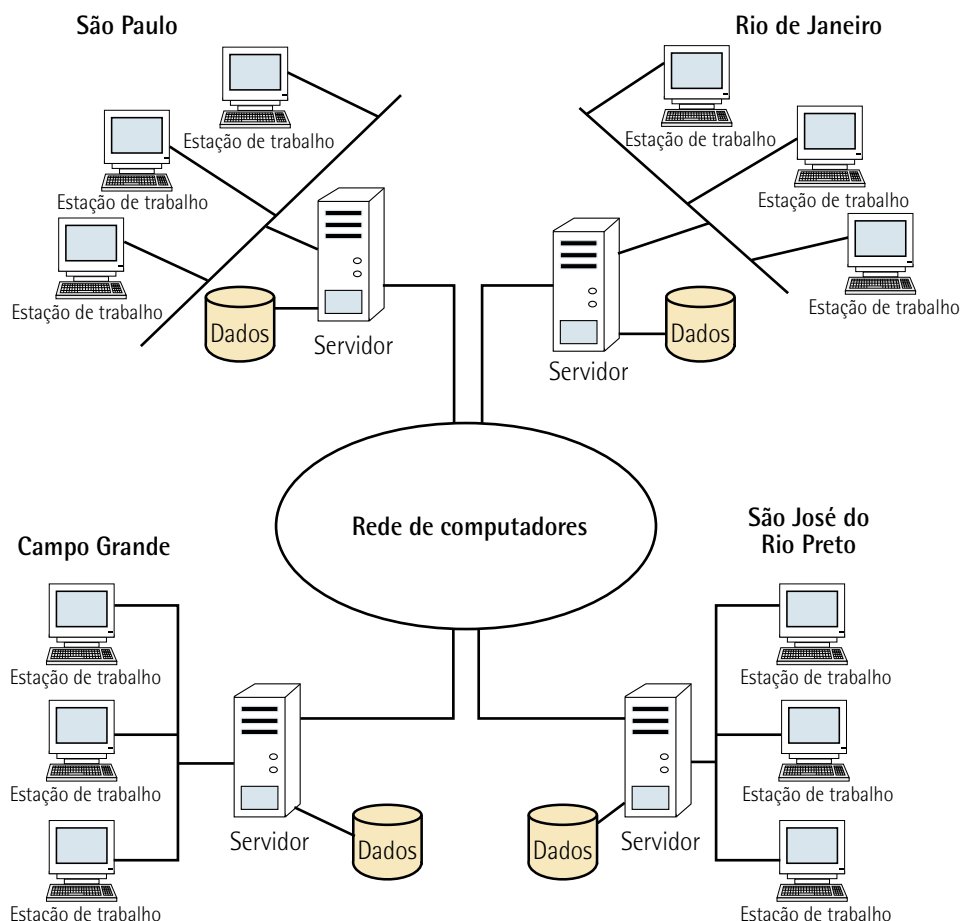 São Paulo
Estação de trabalho
Estação de trabalho
Estação de trabalho
Dados
Servidor
Rio de Janeiro
Estação de trabalho
Estação de trabalho
Estação de trabalho
Dados
Servidor
Rede de computadores
Campo Grande
Estação de trabalho
Estação de trabalho
Estação de trabalho
Servidor
Dados
São José do
Rio Preto
Estação de trabalho
Estação de trabalho
Estação de trabalho
Servidor
Dados